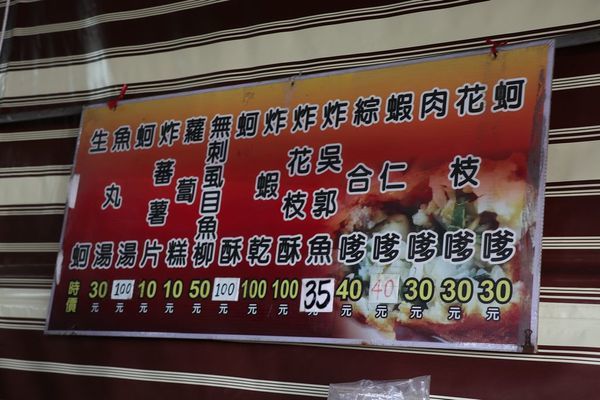 蚵嗲30元
花枝嗲30元
肉嗲30元
蝦仁嗲40元
綜合嗲40元
炸吳郭魚35元
炸花枝酥100元
炸蝦乾100元
蚵酥100元
無刺虱目魚柳50元
蘿蔔糕10元
炸蕃薯片10元
蚵湯100元
魚丸湯30元
生蚵時價